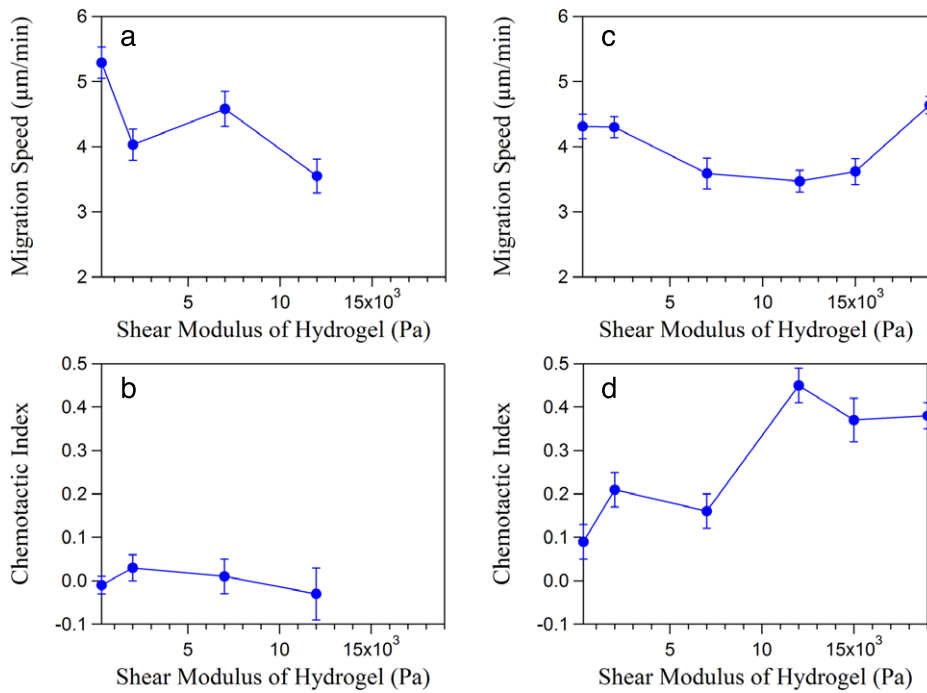 a
6
5
4
3
2
Migration Speed (µm/min)
5
10
15x10³
Shear Modulus of Hydrogel (Pa)
c
6
5
4
3
2
Migration Speed (µm/min)
5
10
15x10³
Shear Modulus of Hydrogel (Pa)
b
0.5
0.4
0.3
0.2
0.1
0.0
-0.1
Chemotactic Index
5
10
15x10³
Shear Modulus of Hydrogel (Pa)
d
0.5
0.4
0.3
0.2
0.1
0.0
-0.1
Chemotactic Index
5
10
15x10³
Shear Modulus of Hydrogel (Pa)